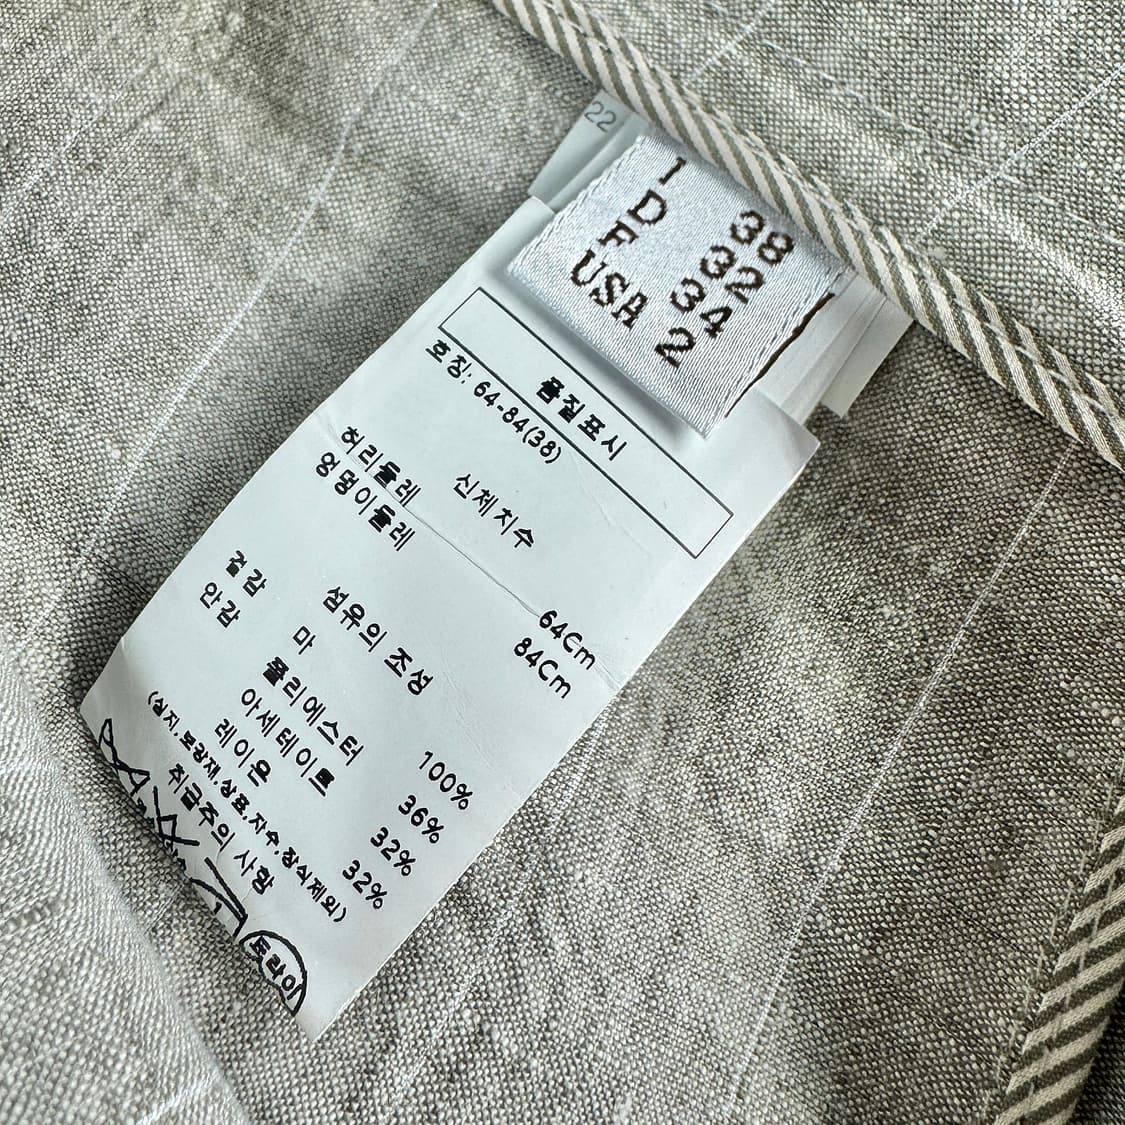 22
I 38
D 32
F 34
USA 2
품질표시
호칭: 64-84(38)
신체치수
허리둘레 64Cm
엉덩이둘레 84Cm
섬유의 조성
겉감 마 100%
안감 폴리에스터 36%
아세테이트 32%
레이온 32%
(심지,보강재,상표,자수,장식제외)
취급주의 사항
드라이